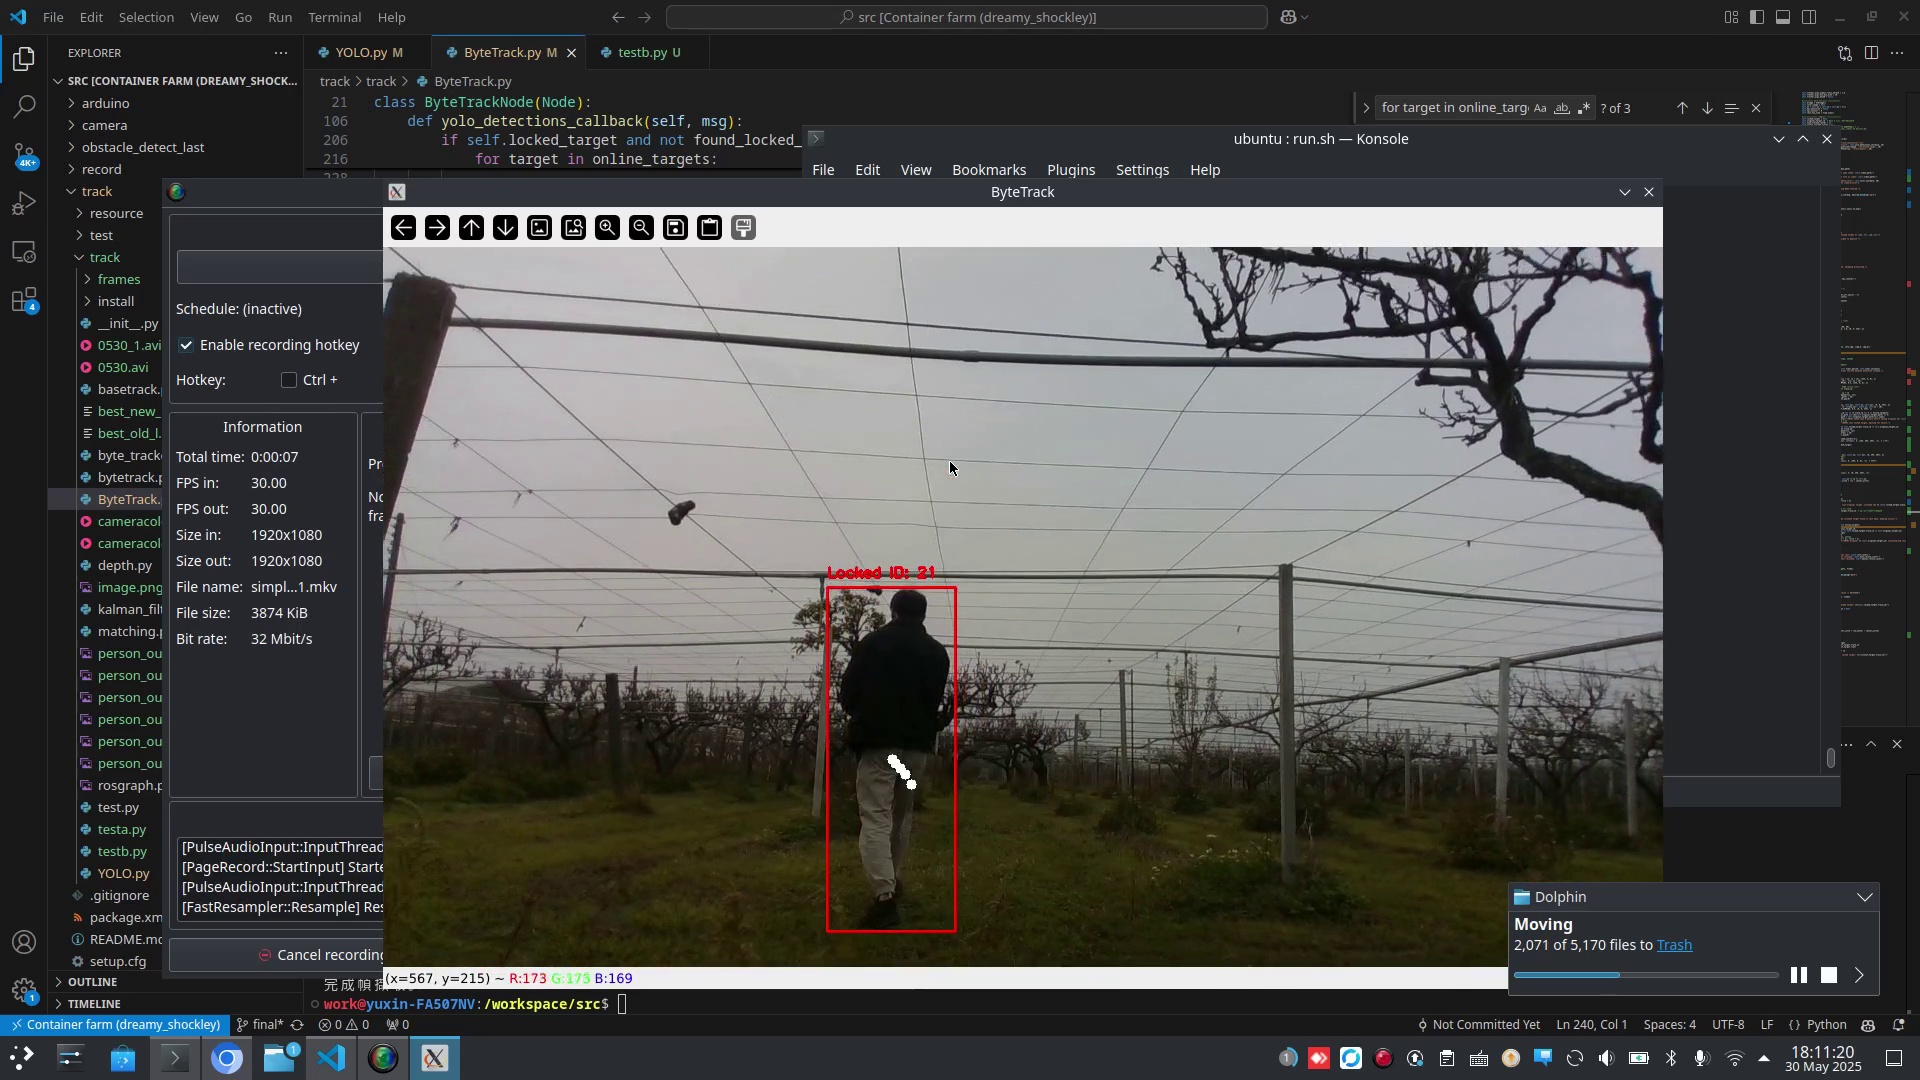 File Edit Selection View Go Run Terminal Help
src [Container farm (dreamy_shockley)]
EXPLORER
SRC [CONTAINER FARM (DREAMY_SHOCK...
arduino
camera
obstacle_detect_last
record
track
resource
test
track
frames
install
__init__.py
0530_1.avi
0530.avi
basetrack.
best_new_
best_old_l.
byte_track
bytetrack.p
ByteTrack.
cameracol
cameracol
depth.py
image.png
kalman_filt
matching.p
person_ou
person_ou
person_ou
person_ou
person_ou
person_ou
rosgraph.p
test.py
testa.py
testb.py
YOLO.py
.gitignore
package.xm
README.md
setup.cfg
OUTLINE
TIMELINE
4K+
4
1
YOLO.py M
ByteTrack.py M
testb.py U
track > track > ByteTrack.py
21 class ByteTrackNode(Node):
106 def yolo_detections_callback(self, msg):
206 if self.locked_target and not found_locked_
216 for target in online_targets:
228
for target in online_targ Aa ab ? of 3
ubuntu : run.sh — Konsole
File Edit View Bookmarks Plugins Settings Help
Schedule: (inactive)
Enable recording hotkey
Hotkey: Ctrl +
Information
Total time: 0:00:07
FPS in: 30.00
FPS out: 30.00
Size in: 1920x1080
Size out: 1920x1080
File name: simpl...1.mkv
File size: 3874 KiB
Bit rate: 32 Mbit/s
Pr
No
fra
[PulseAudioInput::InputThread
[PageRecord::StartInput] Starte
[PulseAudioInput::InputThread
[FastResampler::Resample] Res
Cancel recording
ByteTrack
Locked ID: 21
(x=567, y=215) ~ R:173 G:175 B:169
work@yuxin-FA507NV:/workspace/src$
Dolphin
Moving
2,071 of 5,170 files to Trash
Container farm (dreamy_shockley) final* 0 0 0
Not Committed Yet Ln 240, Col 1 Spaces: 4 UTF-8 LF {} Python
1
1
18:11:20
30 May 2025